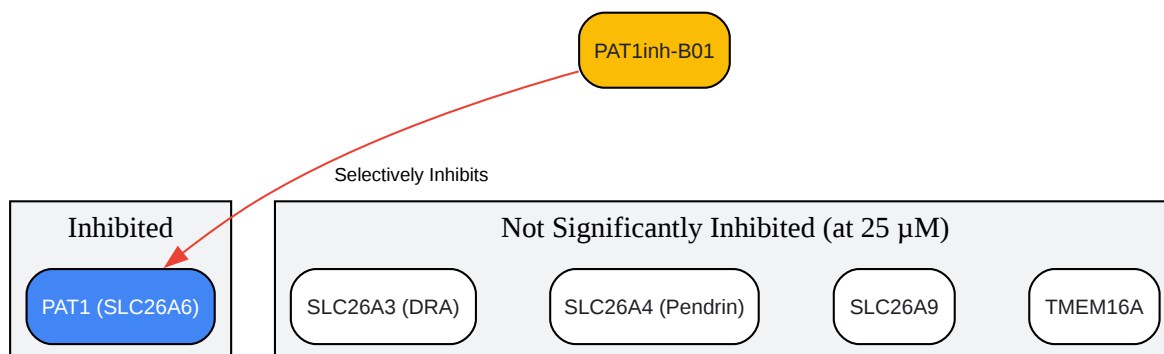 PAT1inh-B01
Selectively Inhibits
Inhibited
Not Significantly Inhibited (at 25 µM)
PAT1 (SLC26A6)
SLC26A3 (DRA)
SLC26A4 (Pendrin)
SLC26A9
TMEM16A